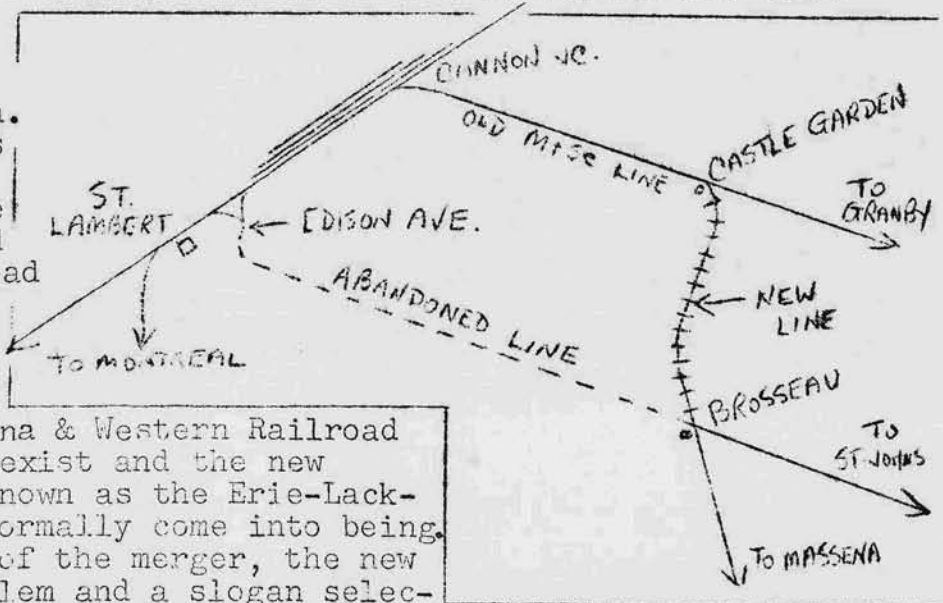 CANNON JC.
OLD M+SC LINE
CASTLE GARDEN
TO
GRANBY
ST.
LAMBERT
EDISON AVE.
ABANDONED LINE
NEW
LINE
TO MONTREAL
BROSSEAU
TO
ST. JOHNS
TO MASSENA
ad
na & Western Railroad
exist and the new
nown as the Erie-Lack-
ormally come into being.
of the merger, the new
lem and a slogan selec-